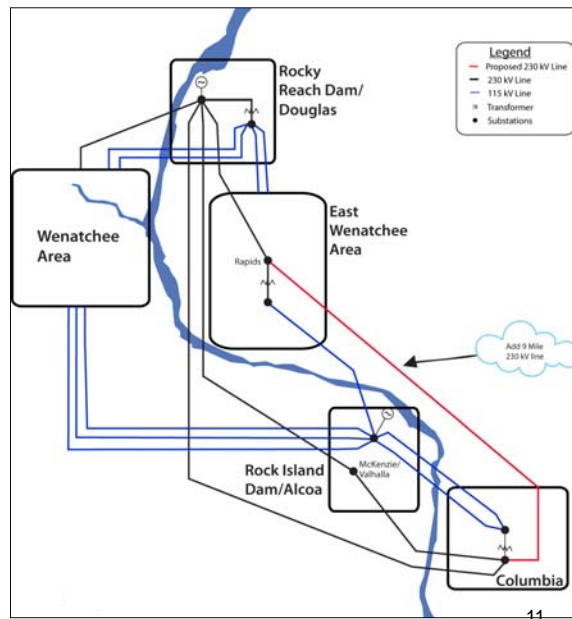 Rocky
Reach Dam/
Douglas
Legend
Proposed 230 kV Line
230 kV Line
115 kV Line
Transformer
Substations
Wenatchee
Area
East
Wenatchee
Area
Rapids
Add 9 Mile
230 kV line
Rock Island
Dam/Alcoa
McKenzie/
Valhalla
Columbia
11